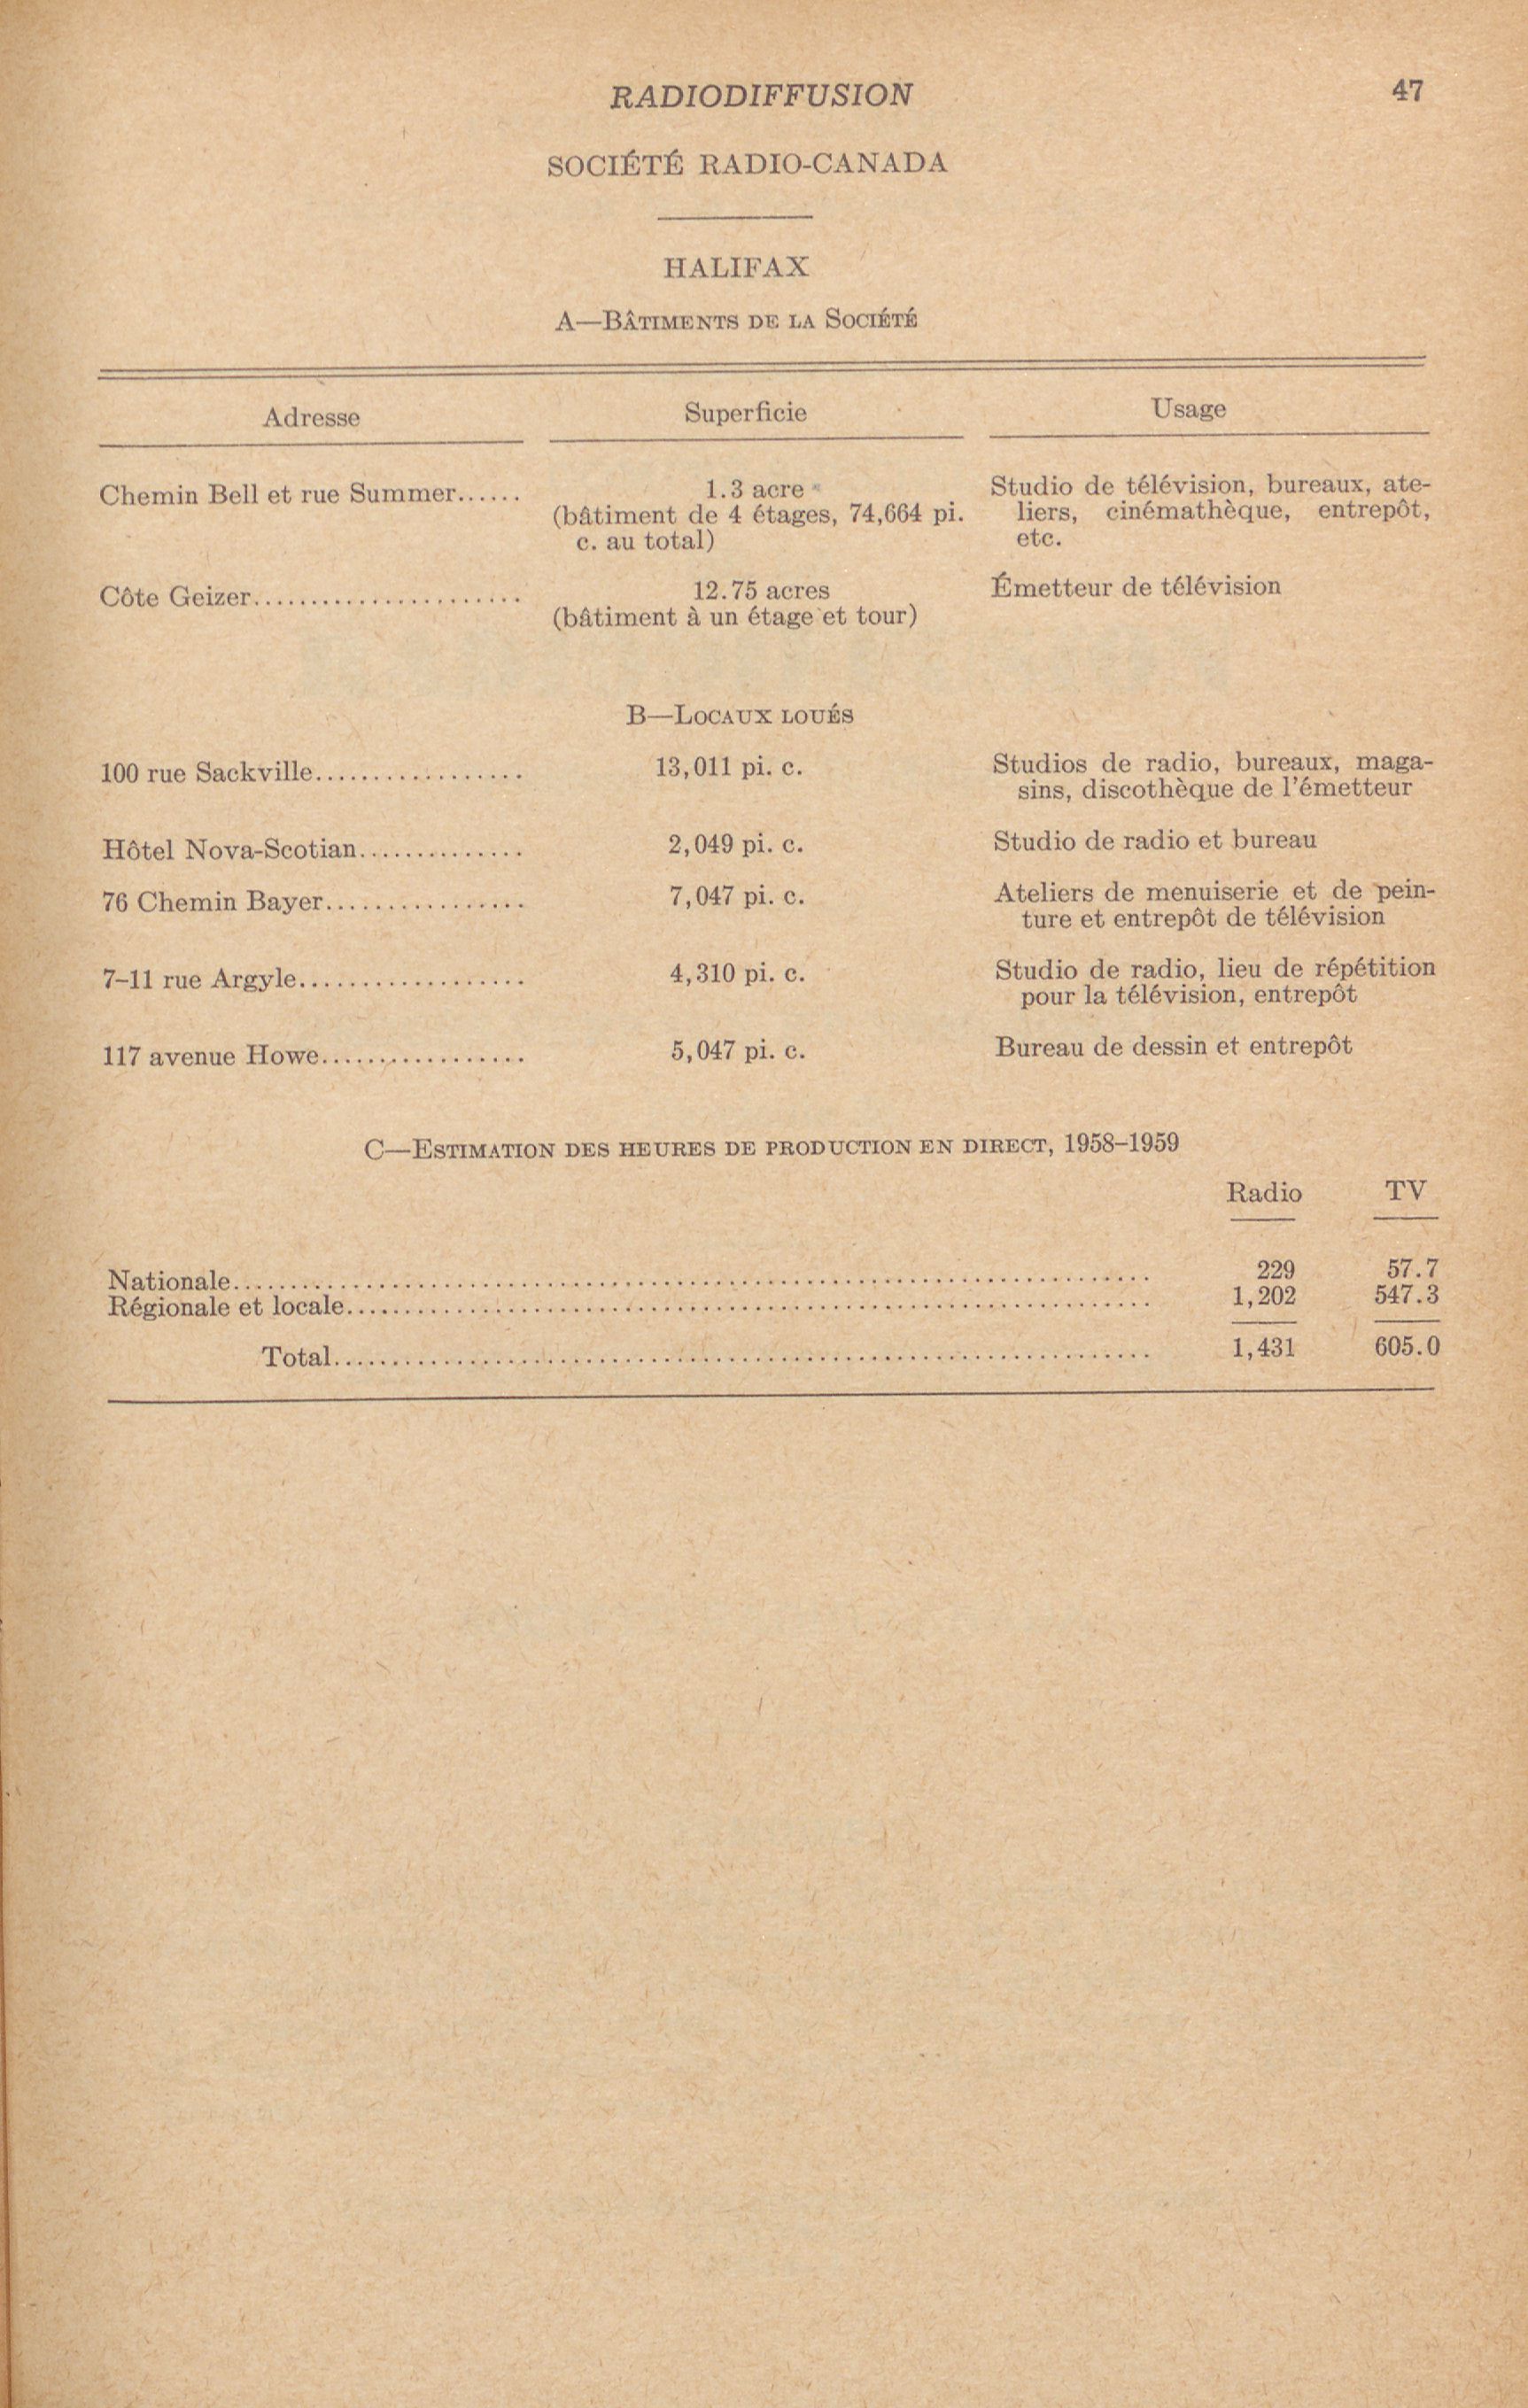 RADIODIFFUSION 47
SOCIÉTÉ RADIO-CANADA
HALIFAX
A—BÂTIMENTS DE LA SOCIÉTÉ
Adresse Superficie Usage
Chemin Bell et rue Summer...... 1.3 acre Studio de télévision, bureaux, ate-
(bâtiment de 4 étages, 74,664 pi. liers, cinémathèque, entrepôt,
c. au total) etc.
Côte Geizer....................... 12.75 acres Émetteur de télévision
(bâtiment à un étage et tour)
B—LOCAUX LOUÉS
100 rue Sackville.................. 13,011 pi. c. Studios de radio, bureaux, maga-
sins, discothèque de l'émetteur
Hôtel Nova-Scotian.............. 2,049 pi. c. Studio de radio et bureau
76 Chemin Bayer................. 7,047 pi. c. Ateliers de menuiserie et de pein-
ture et entrepôt de télévision
7–11 rue Argyle................... 4,310 pi. c. Studio de radio, lieu de répétition
pour la télévision, entrepôt
117 avenue Howe................. 5,047 pi. c. Bureau de dessin et entrepôt
C—ESTIMATION DES HEURES DE PRODUCTION EN DIRECT, 1958–1959
Radio TV
Nationale.............................................................................. 229 57.7
Régionale et locale.................................................................... 1,202 547.3
Total...................................................................... 1,431 605.0